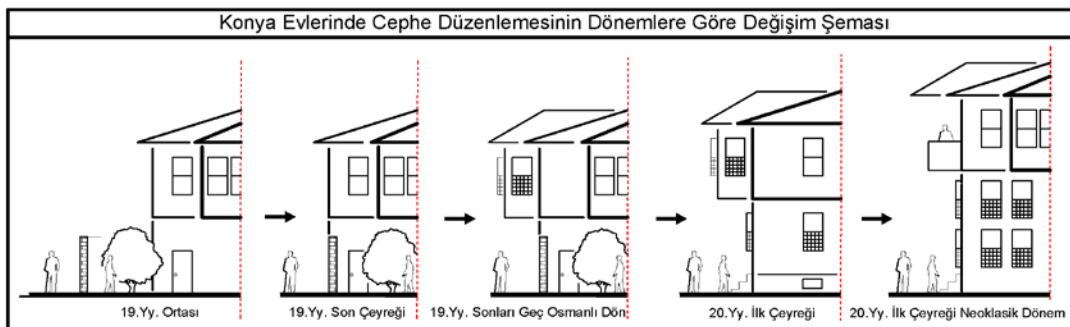 Konya Evlerinde Cephe Düzenlemesinin Dönemlere Göre Değişim Şeması
19.Yy. Ortası
19.Yy. Son Çeyreği
19.Yy. Sonları Geç Osmanlı Dön
20.Yy. İlk Çeyreği
20.Yy. İlk Çeyreği Neoklasik Dönem